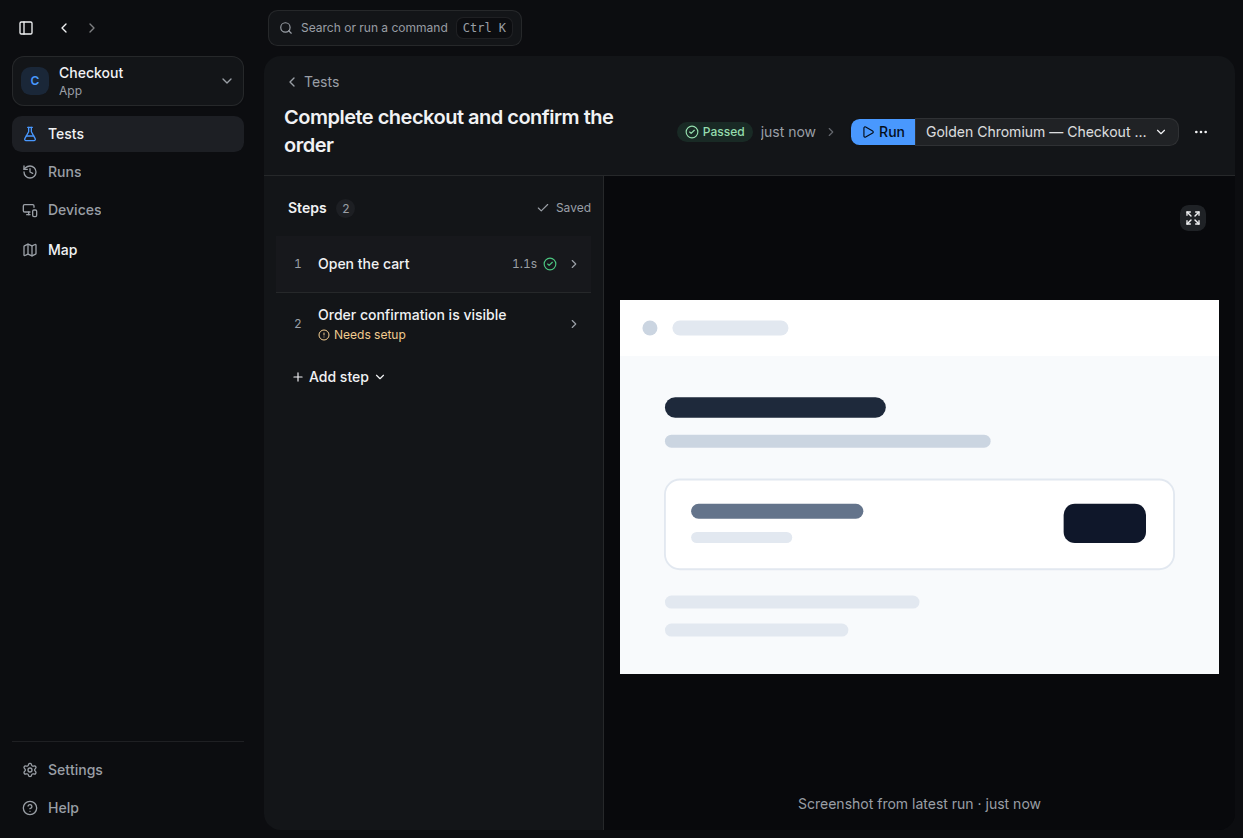 Search or run a command Ctrl K
C
Checkout
App
Tests
Runs
Devices
Map
Settings
Help
Tests
Complete checkout and confirm the
order
Passed just now
Run
Golden Chromium — Checkout ...
Steps 2
Saved
1 Open the cart 1.1s
2 Order confirmation is visible
Needs setup
Add step
Screenshot from latest run · just now